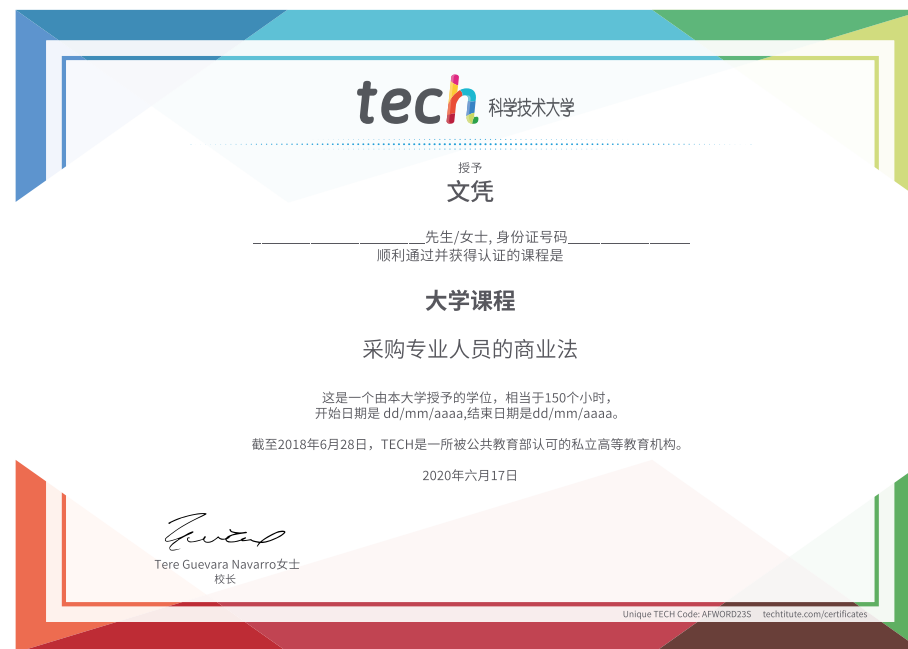 tech 科学技术大学
授予
文凭
______________________先生/女士, 身份证号码________________
顺利通过并获得认证的课程是
大学课程
采购专业人员的商业法
这是一个由本大学授予的学位，相当于150个小时，
开始日期是 dd/mm/aaaa,结束日期是dd/mm/aaaa。
截至2018年6月28日，TECH是一所被公共教育部认可的私立高等教育机构。
2020年六月17日
Tere Guevara Navarro女士
校长
Unique TECH Code: AFWORD23S techtitute.com/certificates